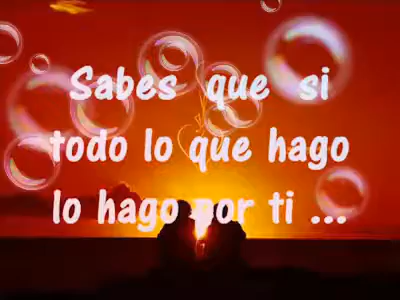 Sabes que si
todo lo que hago
lo hago por ti ...